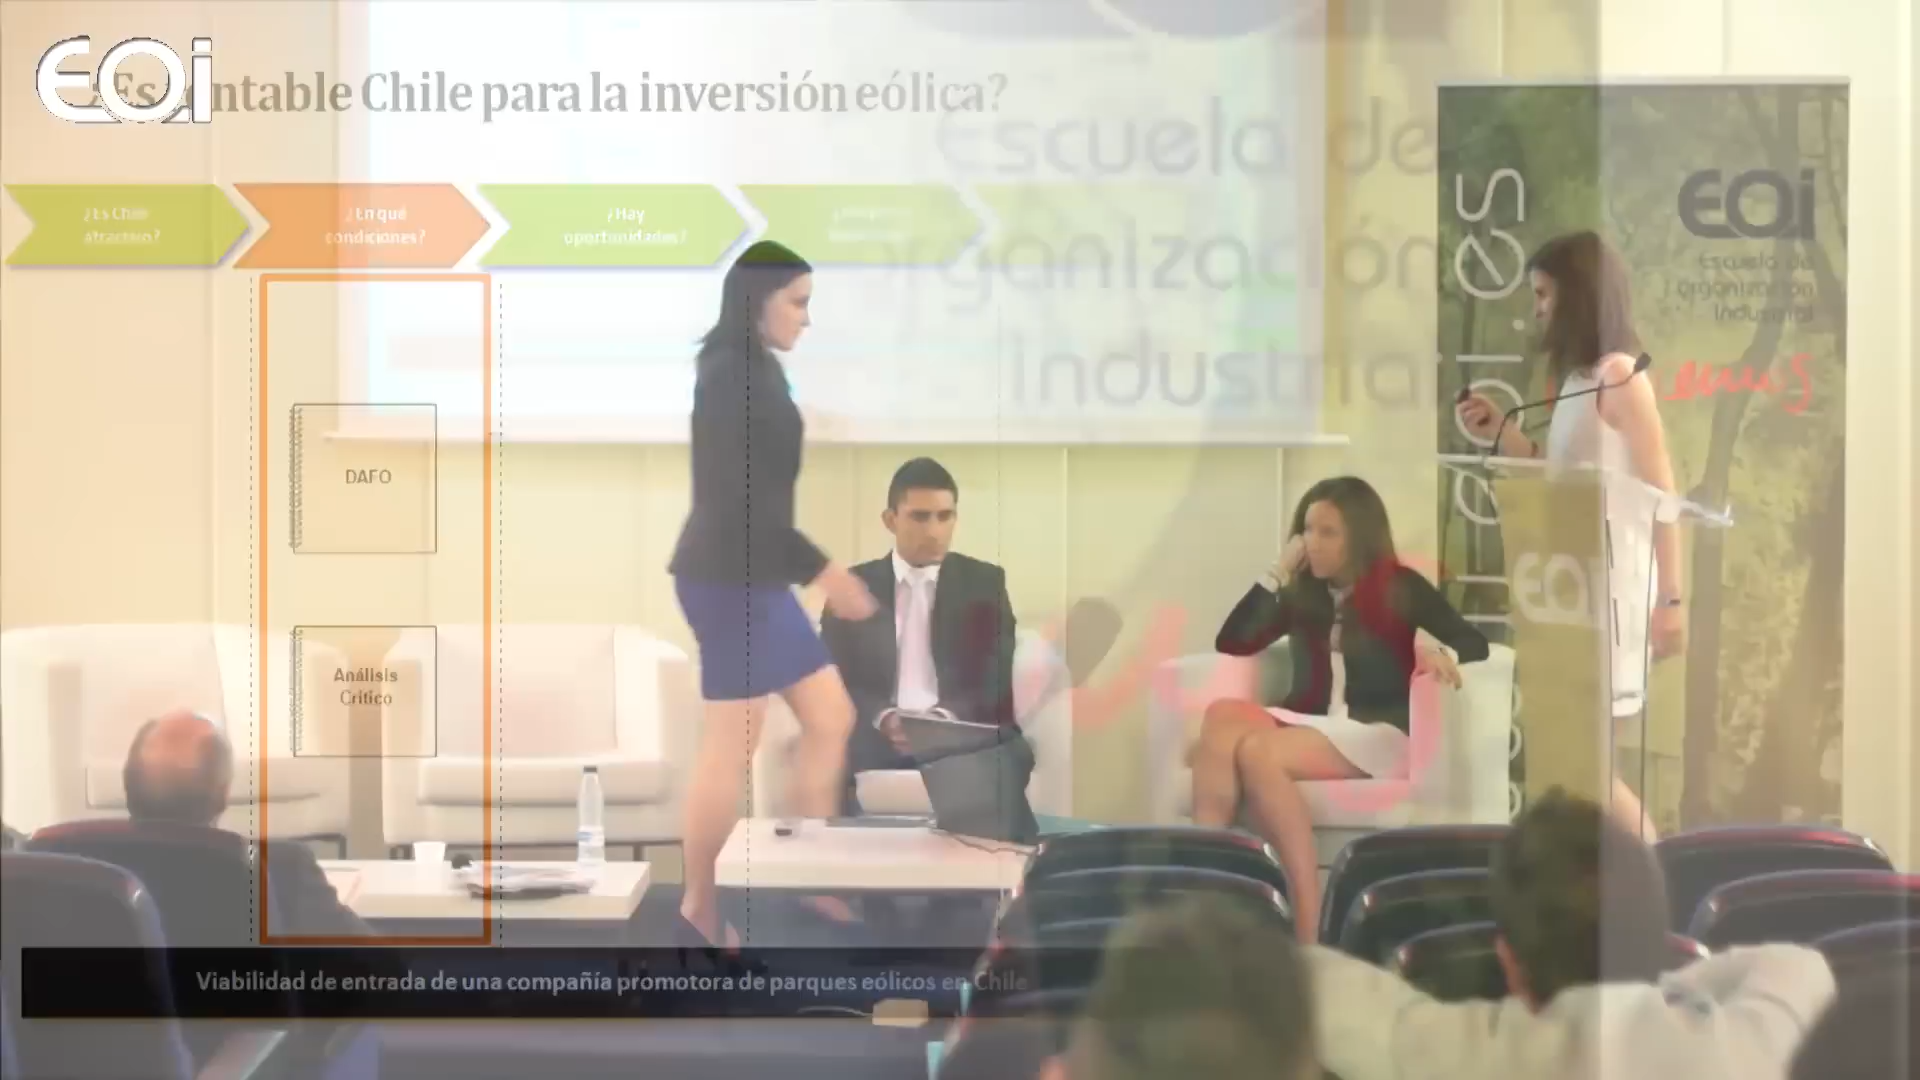 EOi
¿Es rentable Chile para la inversión eólica?
Escuela de
organización
Industrial
¿Es Chile
atractivo?
¿En qué
condiciones?
¿Hay
oportunidades?
DAFO
Análisis
Crítico
Viabilidad de entrada de una compañía promotora de parques eólicos en Chile
EOi
Escuela de
organización
Industrial
EOi